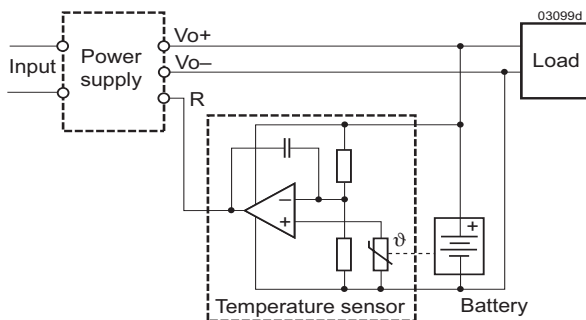 03099d
Vo+
Power
supply
Input
Load
Vo–
R
–
+
ϑ
+
Temperature sensor
Battery